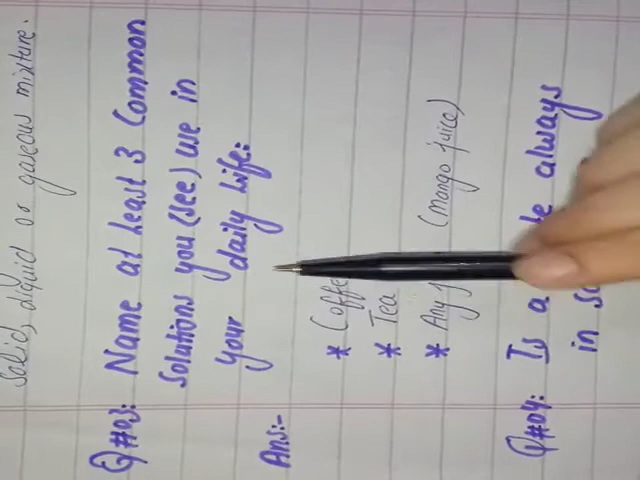 Solid, liquid or gaseous mixture.
Q#03: Name at least 3 Common
Solutions you (see) we in
your daily life:
Ans:-
* Coffe
* Tea
* Any (mango juice)
Q#04: Is a always
in